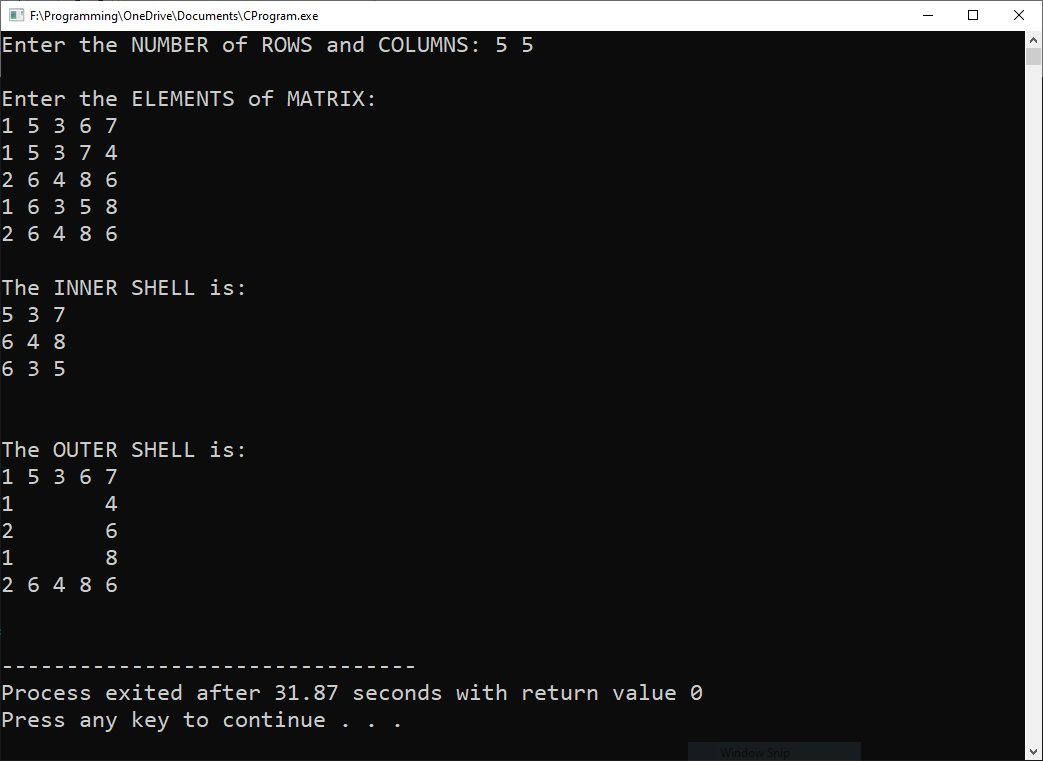 F:\Programming\OneDrive\Documents\CProgram.exe
Enter the NUMBER of ROWS and COLUMNS: 5 5
Enter the ELEMENTS of MATRIX:
1 5 3 6 7
1 5 3 7 4
2 6 4 8 6
1 6 3 5 8
2 6 4 8 6
The INNER SHELL is:
5 3 7
6 4 8
6 3 5
The OUTER SHELL is:
1 5 3 6 7
1       4
2       6
1       8
2 6 4 8 6
--------------------------------
Process exited after 31.87 seconds with return value 0
Press any key to continue . . .
Window Snip